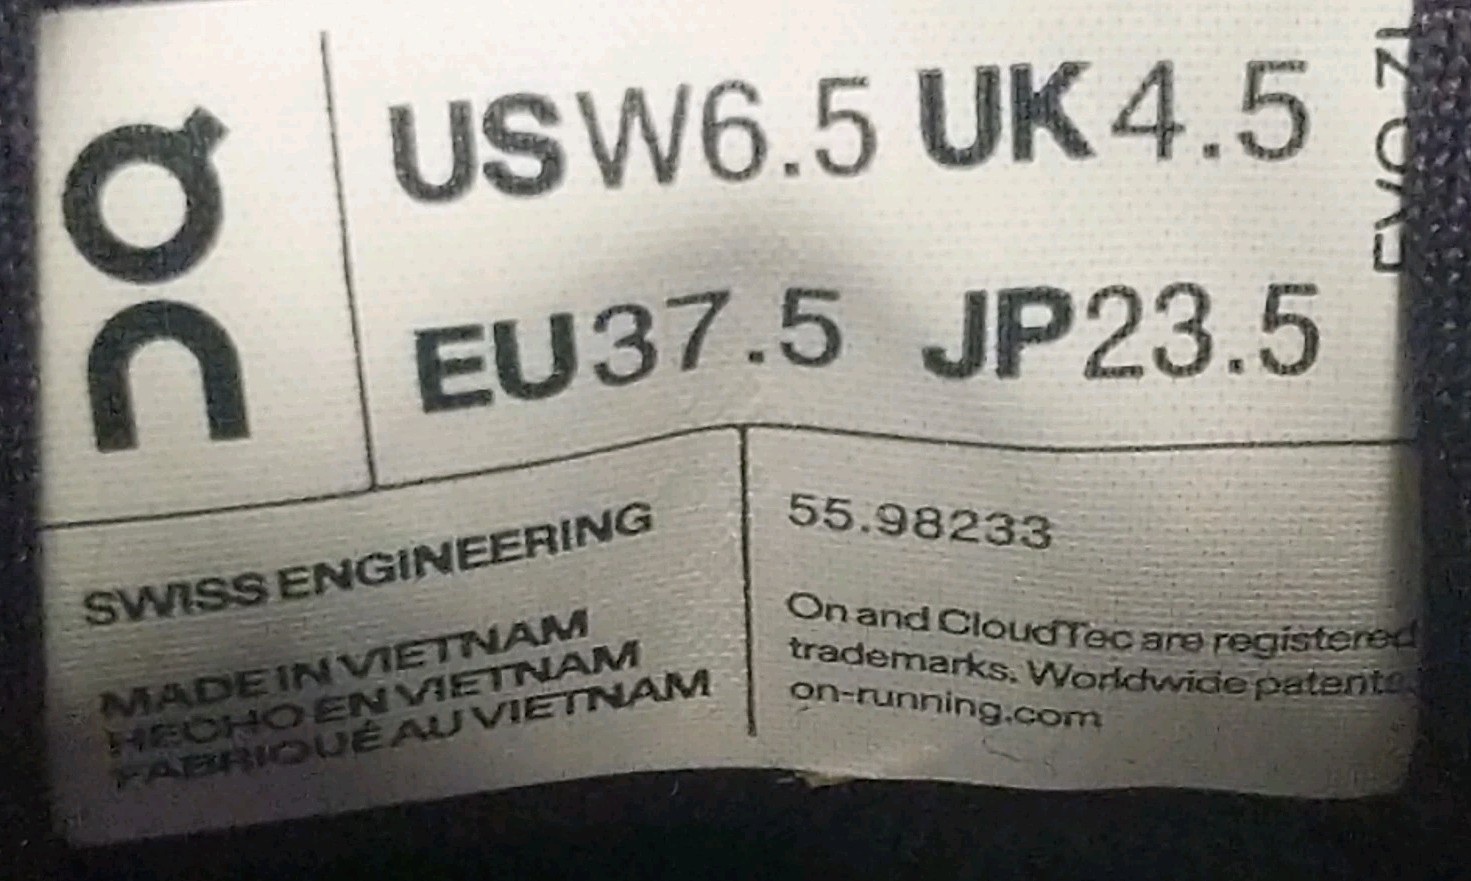 On
USW6.5 UK4.5
EU37.5 JP23.5
SWISS ENGINEERING
MADE IN VIETNAM
HECHO EN VIETNAM
FABRIQUÉ AU VIETNAM
55.98233
On and CloudTec are registered
trademarks. Worldwide patents.
on-running.com